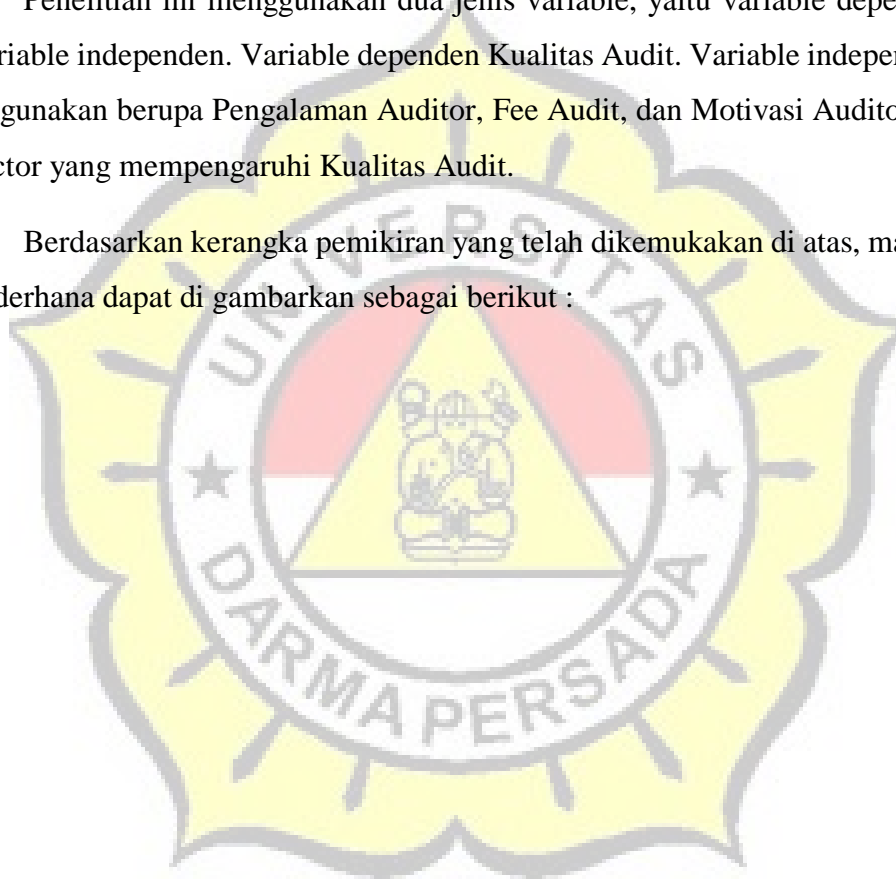 Penelitian ini menggunakan dua jenis variable, yaitu variable depe
riable independen. Variable dependen Kualitas Audit. Variable indepen
gunakan berupa Pengalaman Auditor, Fee Audit, dan Motivasi Audito
ctor yang mempengaruhi Kualitas Audit.
Berdasarkan kerangka pemikiran yang telah dikemukakan di atas, ma
derhana dapat di gambarkan sebagai berikut :
UNIVERSITAS
DARMA PERSADA